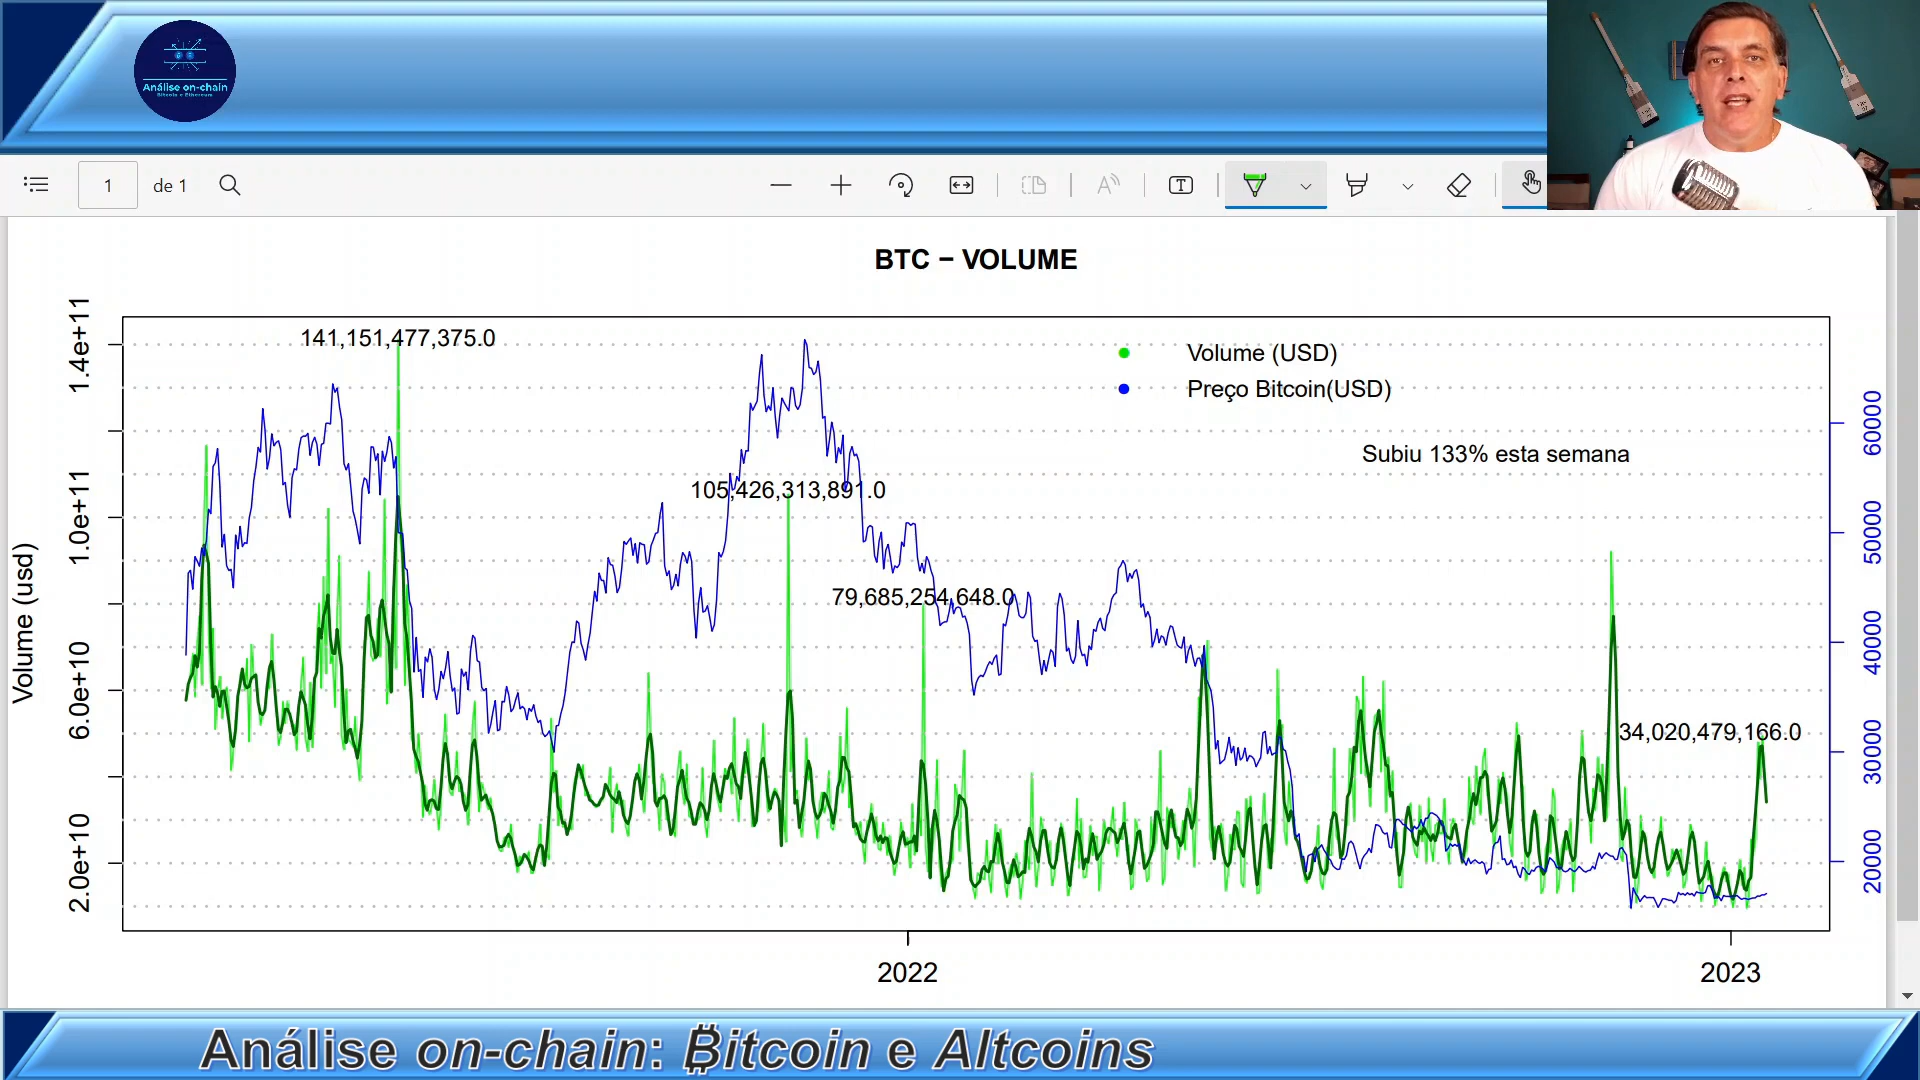 Análise on-chain
Bitcoin e Ethereum
1 de 1
T
BTC − VOLUME
141,151,477,375.0
Volume (USD)
Preço Bitcoin(USD)
Subiu 133% esta semana
105,426,313,891.0
79,685,254,648.0
34,020,479,166.0
Volume (usd)
1.4e+11
1.0e+11
6.0e+10
2.0e+10
60000
50000
40000
30000
20000
2022
2023
Análise on-chain: ₿itcoin e Altcoins